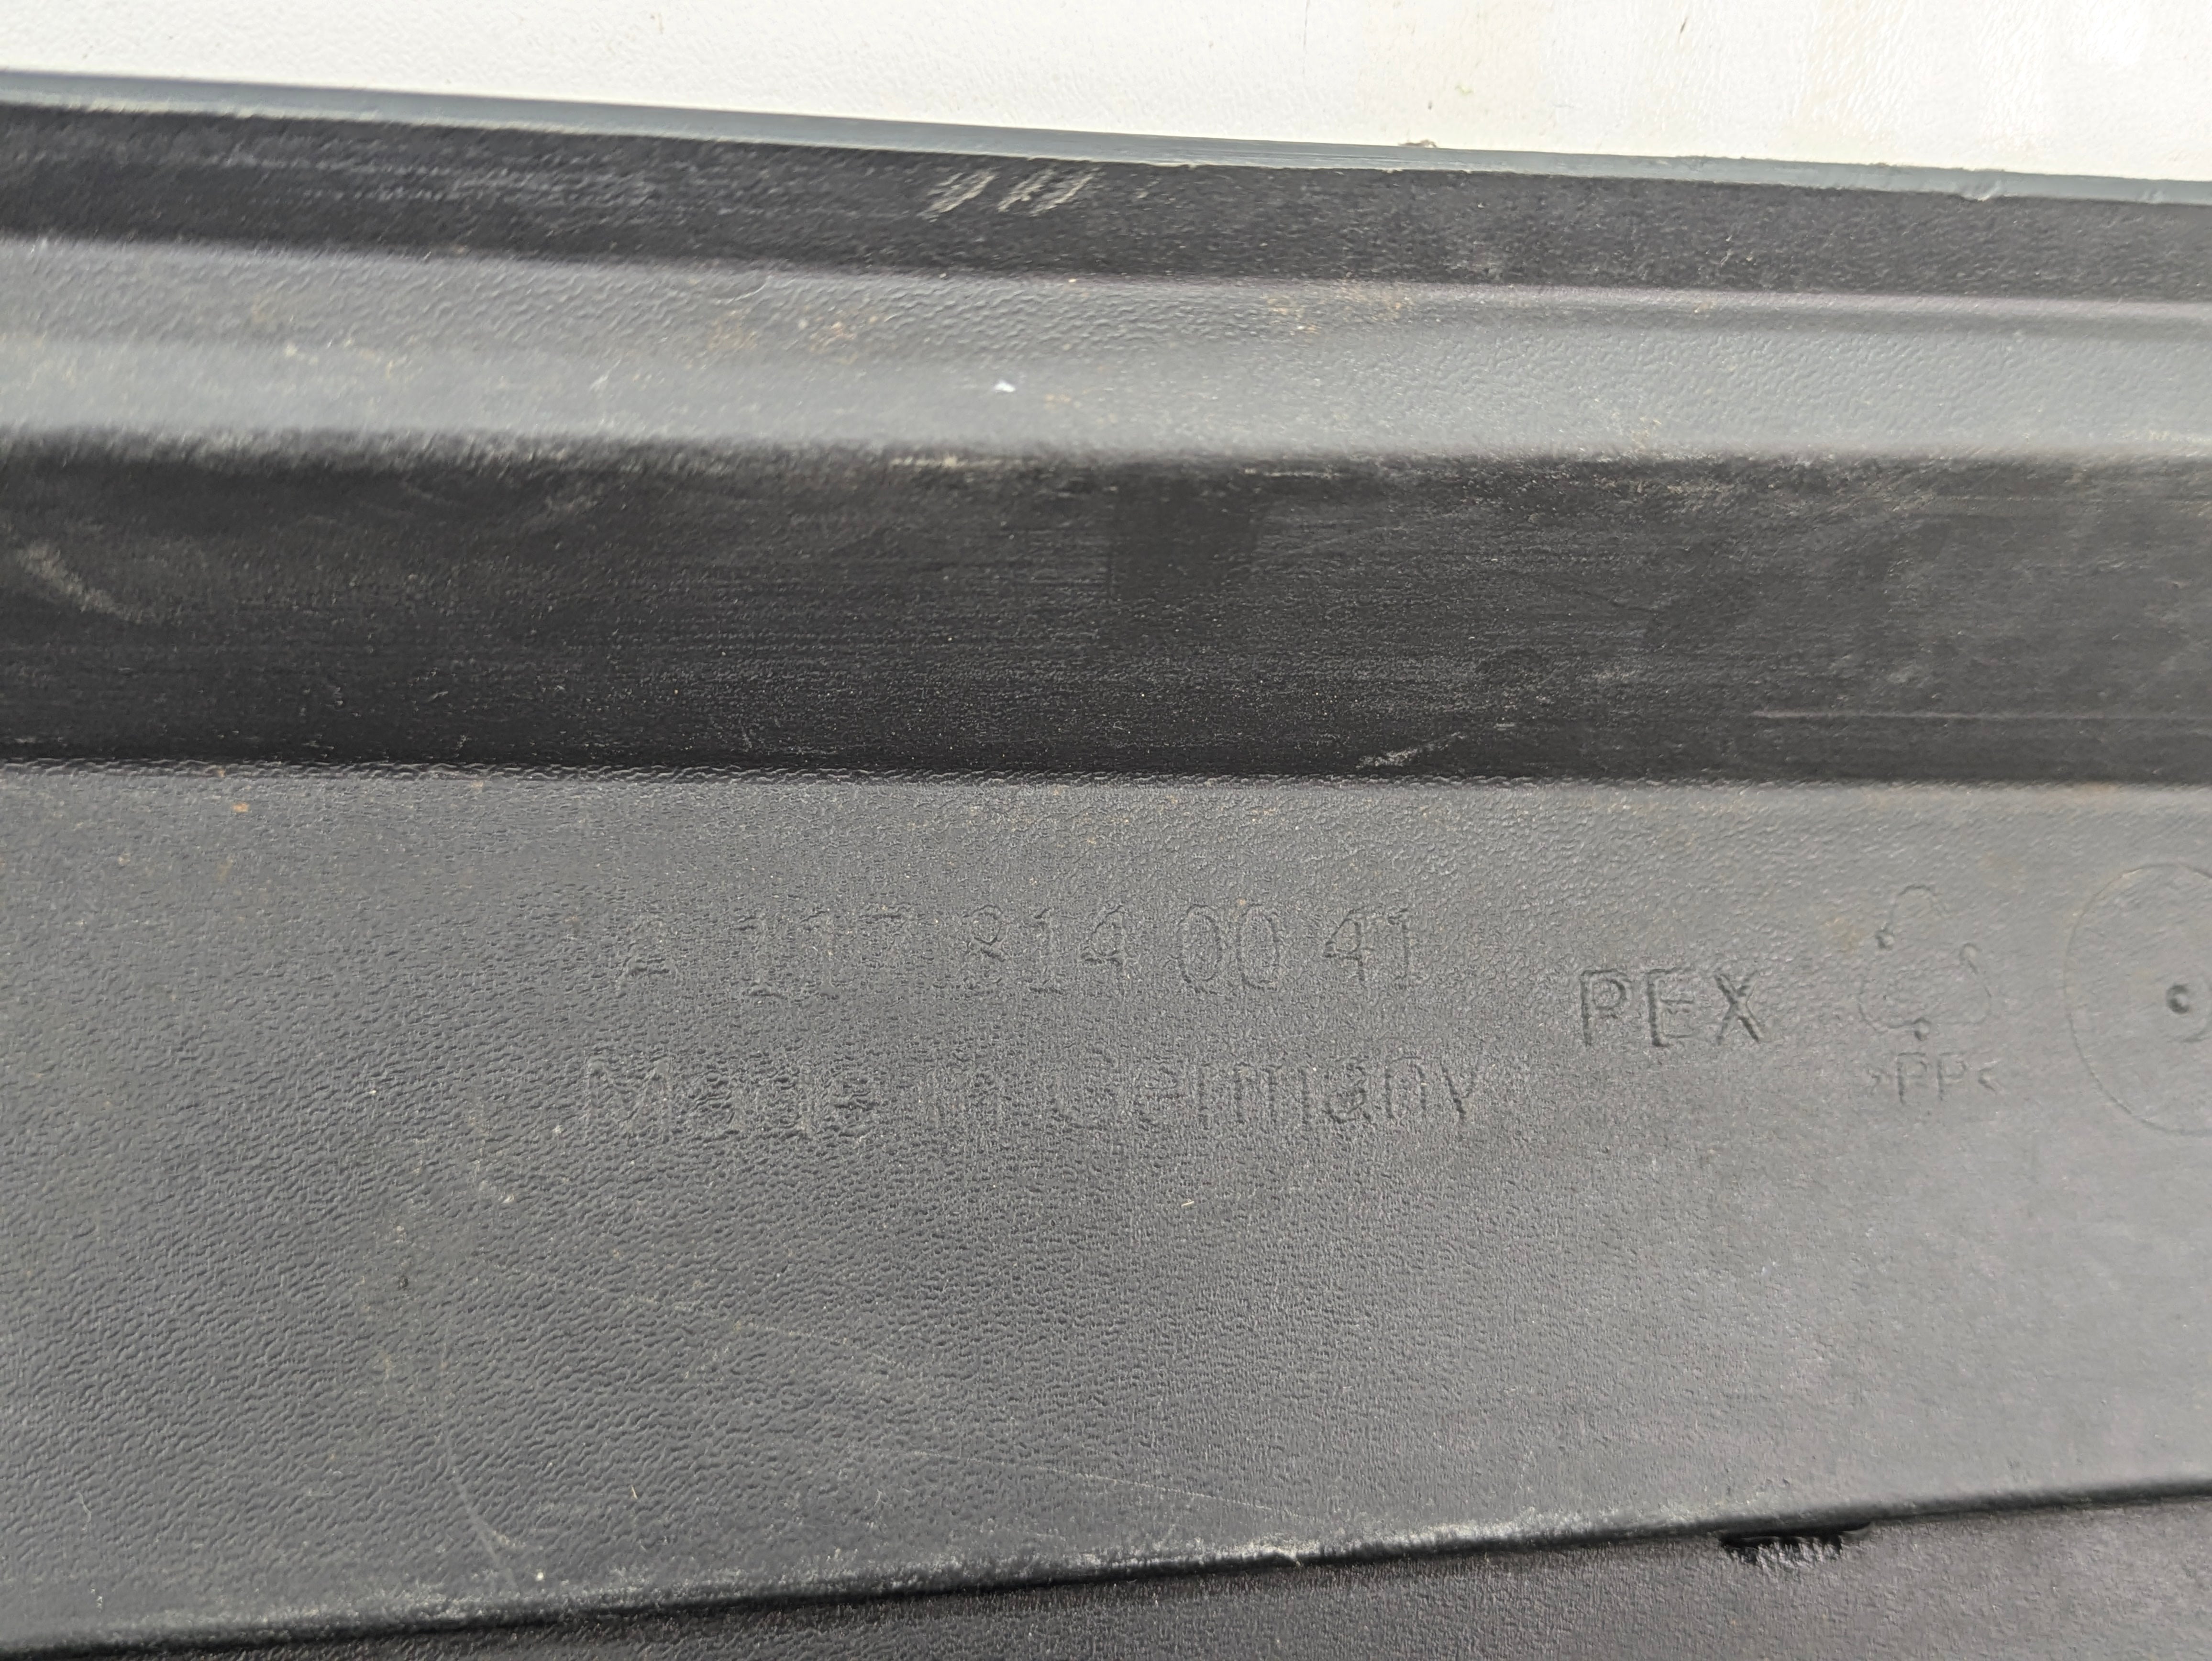 A 117 814 00 41
Made in Germany
PEX
>PP<